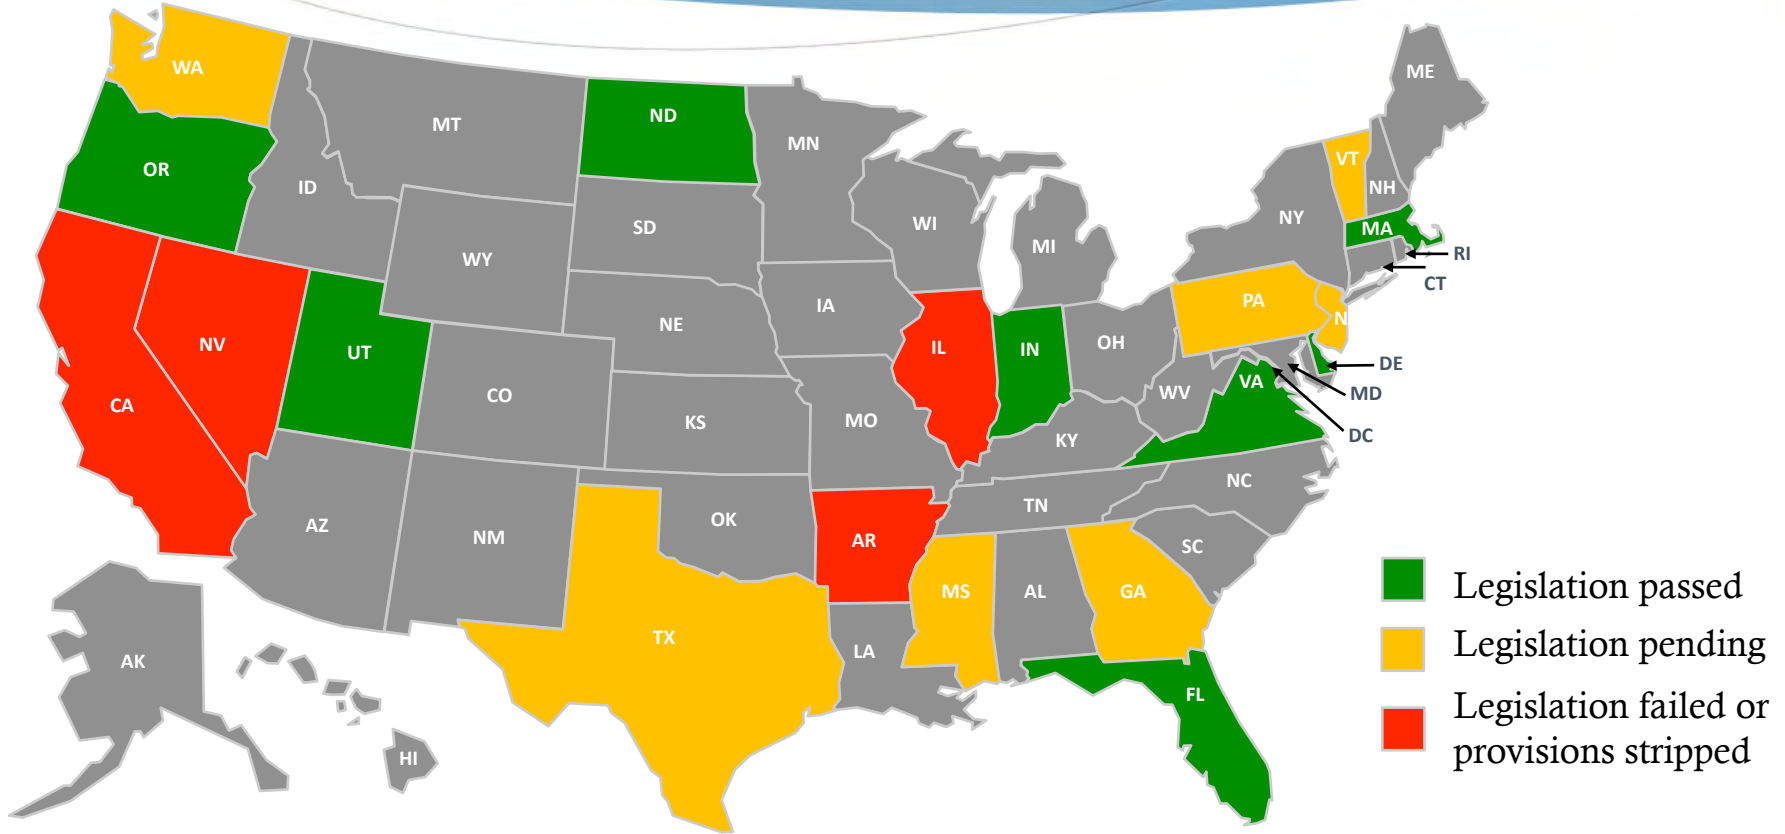 WA
MT
ND
MN
ME
OR
ID
SD
WI
MI
NY
VT
NH
MA
RI
CT
WY
NE
IA
PA
N
NV
UT
CO
KS
MO
IL
IN
OH
WV
VA
DE
MD
DC
CA
KY
AZ
NM
OK
AR
TN
NC
SC
MS
AL
GA
TX
LA
FL
AK
HI
Legislation passed
Legislation pending
Legislation failed or
provisions stripped